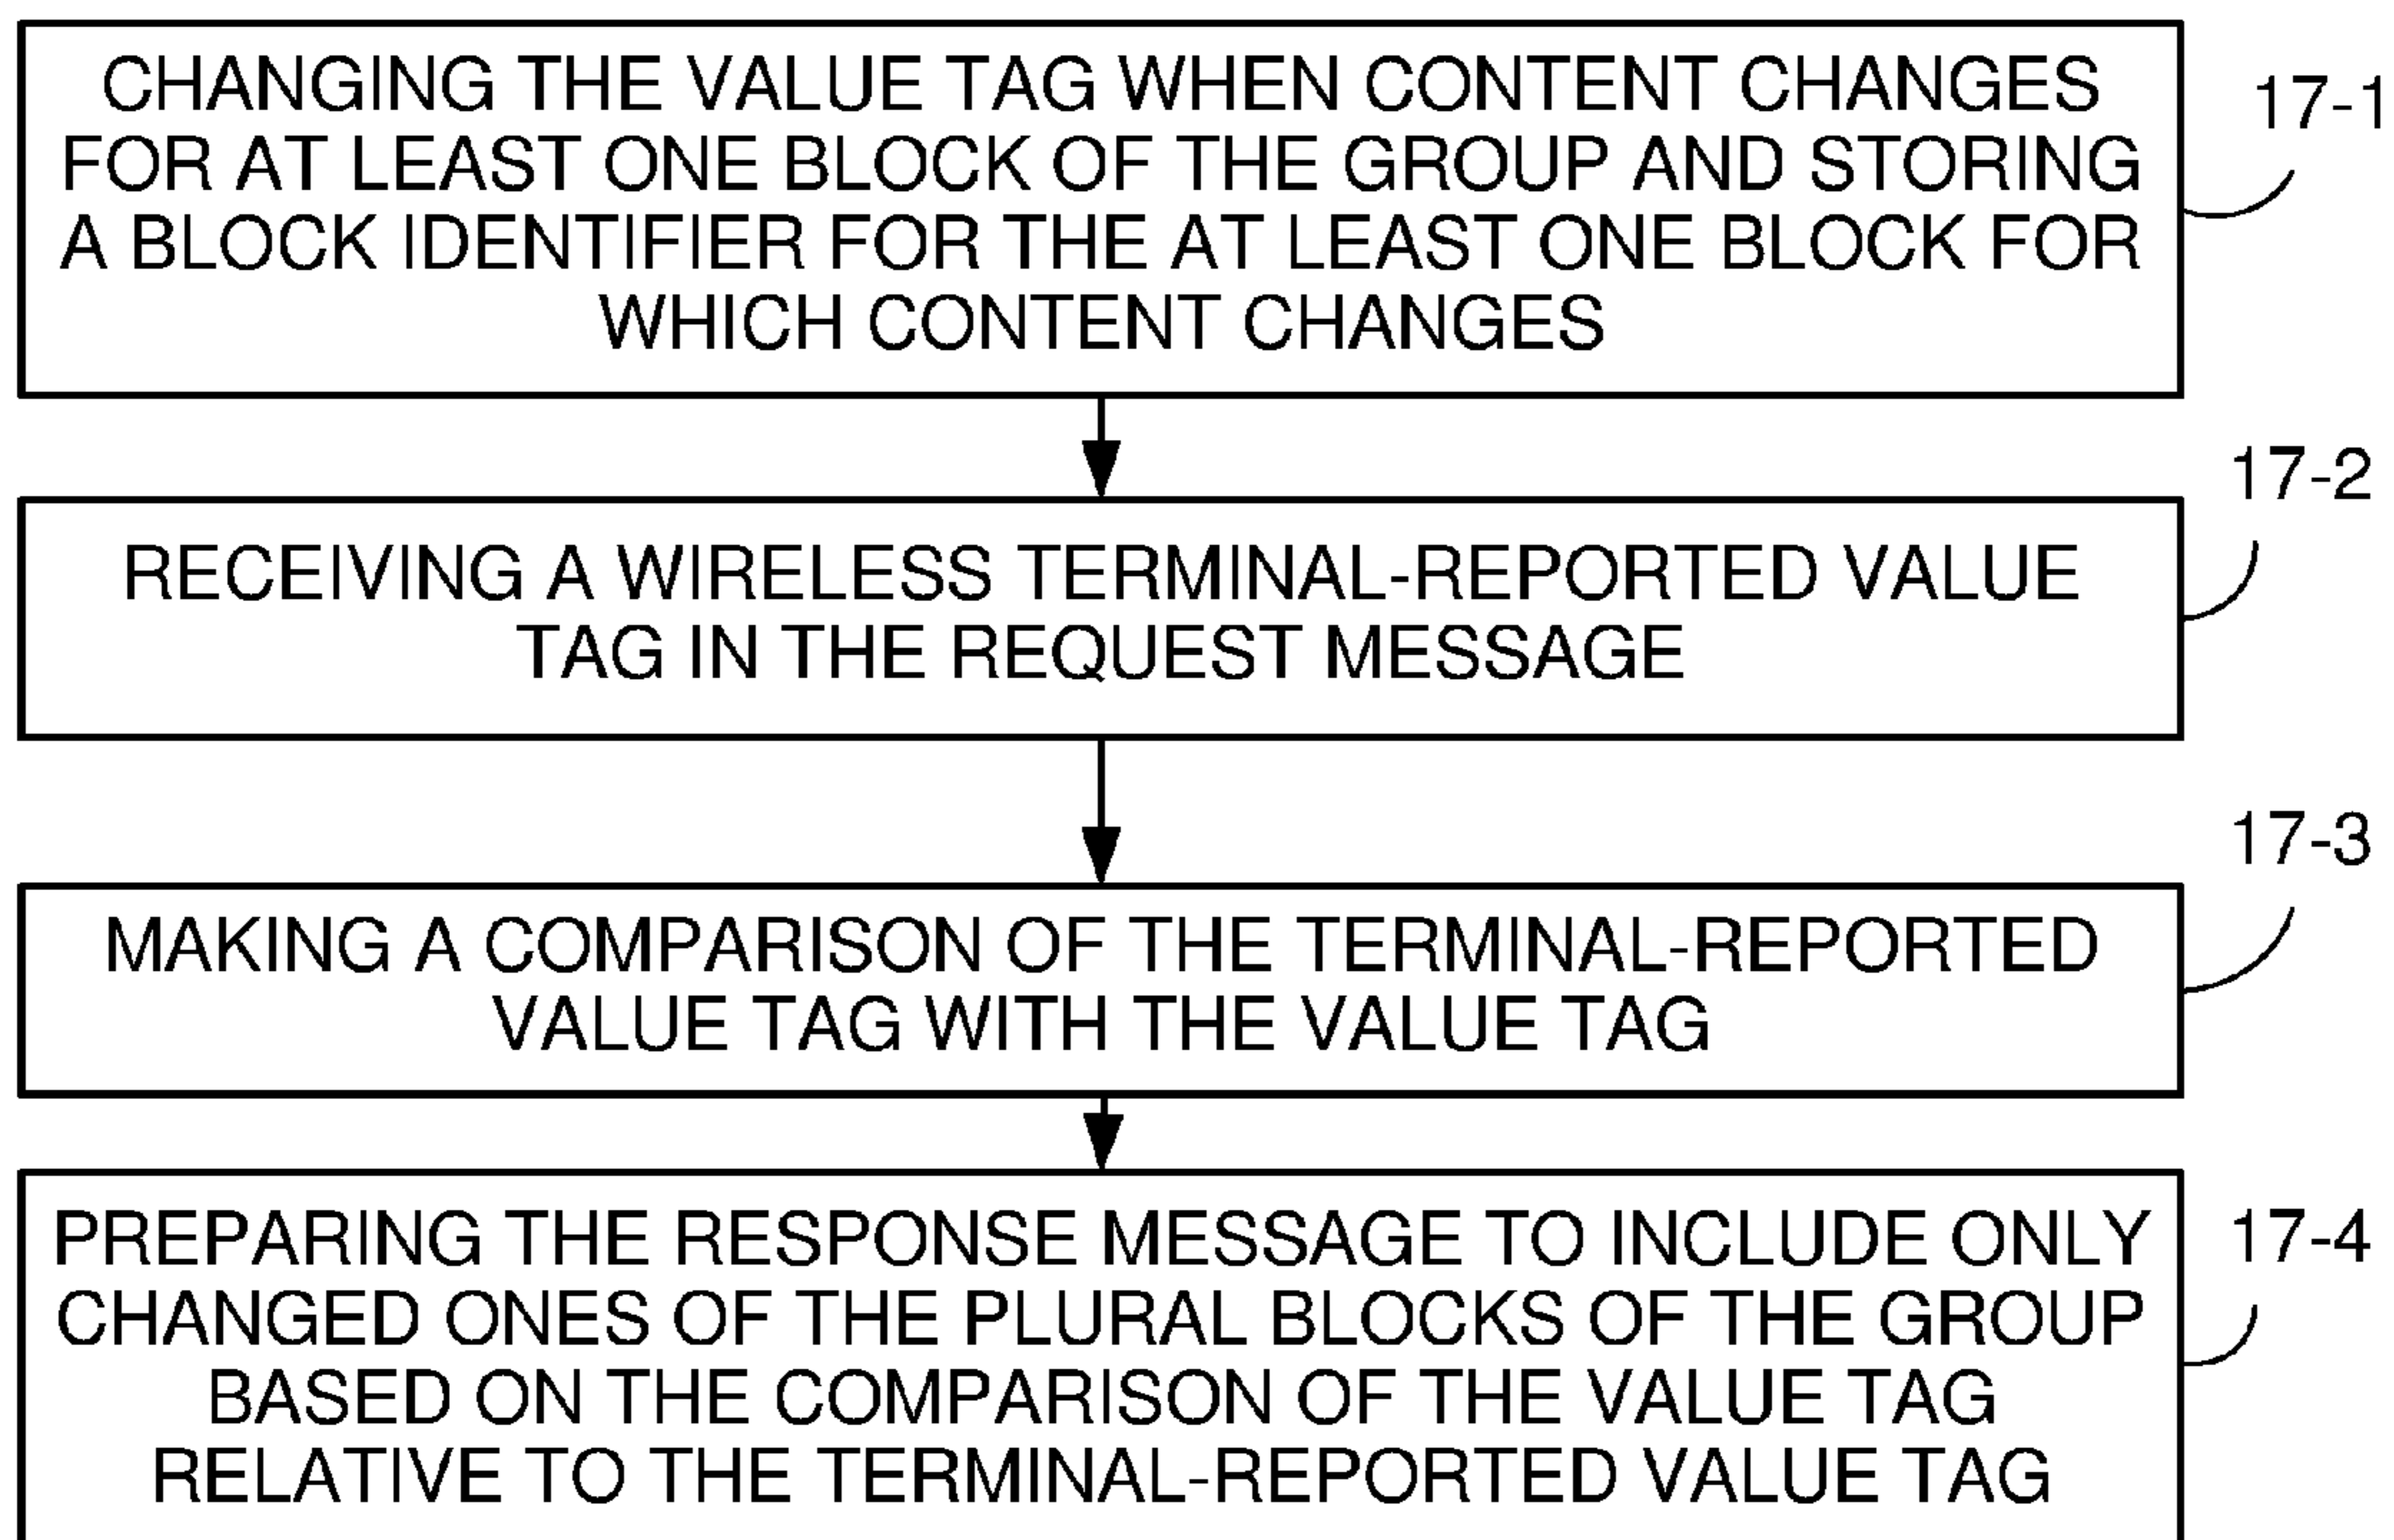 CHANGING THE VALUE TAG WHEN CONTENT CHANGES
FOR AT LEAST ONE BLOCK OF THE GROUP AND STORING
A BLOCK IDENTIFIER FOR THE AT LEAST ONE BLOCK FOR
WHICH CONTENT CHANGES
17-1
17-2
RECEIVING A WIRELESS TERMINAL-REPORTED VALUE
TAG IN THE REQUEST MESSAGE
17-3
MAKING A COMPARISON OF THE TERMINAL-REPORTED
VALUE TAG WITH THE VALUE TAG
17-4
PREPARING THE RESPONSE MESSAGE TO INCLUDE ONLY
CHANGED ONES OF THE PLURAL BLOCKS OF THE GROUP
BASED ON THE COMPARISON OF THE VALUE TAG
RELATIVE TO THE TERMINAL-REPORTED VALUE TAG